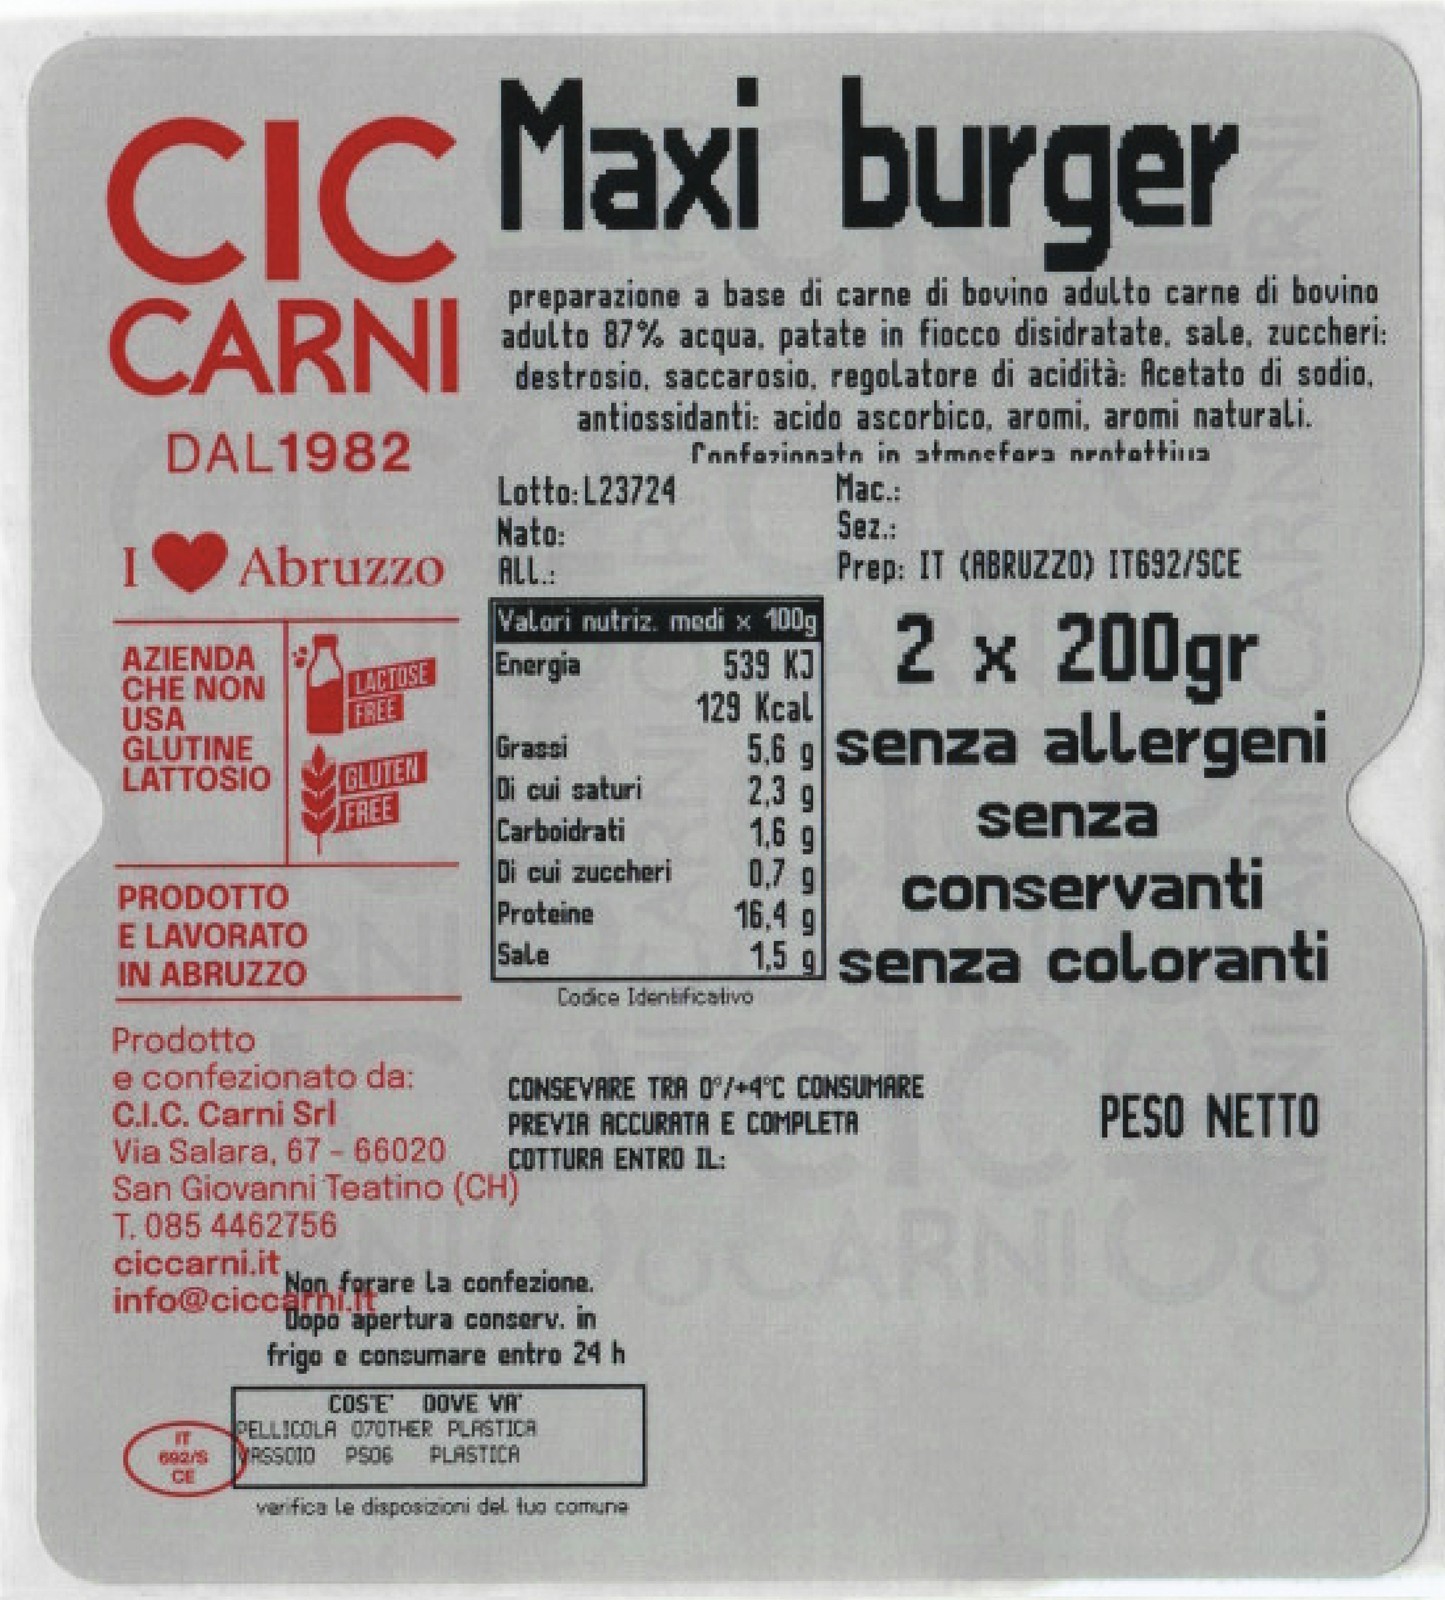 CIC
CARNI
DAL1982
I Abruzzo
AZIENDA
CHE NON
USA
GLUTINE
LATTOSIO
LACTOSE
FREE
GLUTEN
FREE
PRODOTTO
E LAVORATO
IN ABRUZZO
Prodotto
e confezionato da:
C.I.C. Carni Srl
Via Salara, 67 - 66020
San Giovanni Teatino (CH)
T. 085 4462756
ciccarni.it
info@ciccarni.it
Maxi burger
preparazione a base di carne di bovino adulto carne di bovino
adulto 87% acqua, patate in fiocco disidratate, sale, zuccheri:
destrosio, saccarosio, regolatore di acidità: Acetato di sodio,
antiossidanti: acido ascorbico, aromi, aromi naturali.
Confezionato in atmosfera protettiva
Lotto:L23724
Nato:
ALL.:
Mac.:
Sez.:
Prep: IT (ABRUZZO) IT692/SCE
Valori nutriz. medi x 100g
Energia 539 KJ
129 Kcal
Grassi 5,6 g
Di cui saturi 2,3 g
Carboidrati 1,6 g
Di cui zuccheri 0,7 g
Proteine 16,4 g
Sale 1,5 g
Codice Identificativo
2 x 200gr
senza allergeni
senza
conservanti
senza coloranti
CONSEVARE TRA 0°/+4°C CONSUMARE
PREVIA ACCURATA E COMPLETA
COTTURA ENTRO IL:
PESO NETTO
Non forare la confezione.
Dopo apertura conserv. in
frigo e consumare entro 24 h
COS'E' DOVE VA'
PELLICOLA 07OTHER PLASTICA
VASSOIO PS06 PLASTICA
verifica le disposizioni del tuo comune
IT
692/S
CE